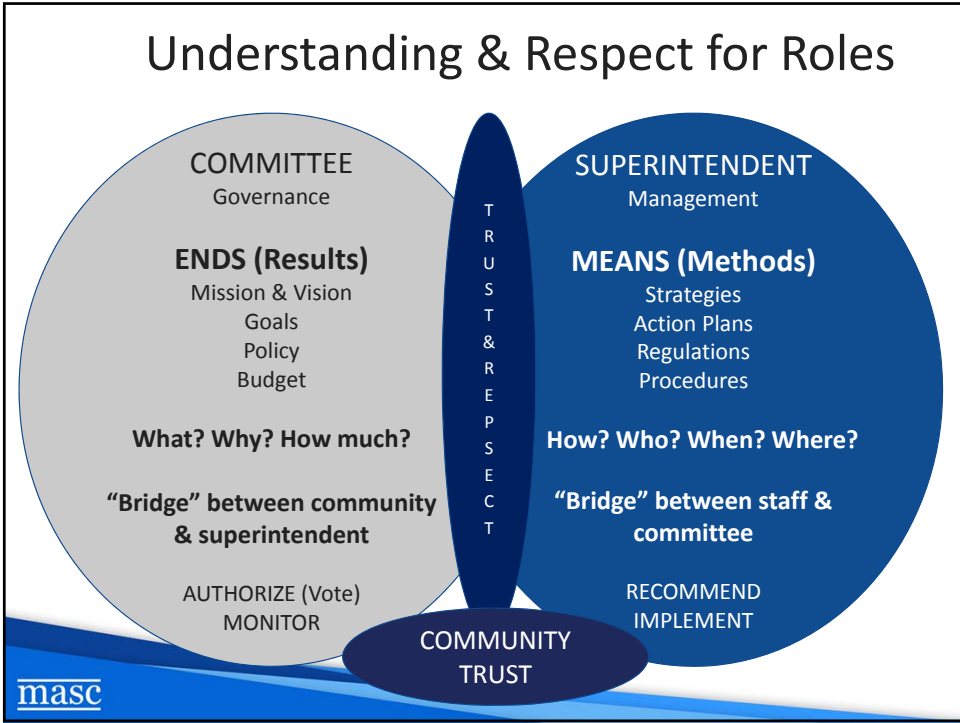 Understanding & Respect for Roles
COMMITTEE
Governance
ENDS (Results)
Mission & Vision
Goals
Policy
Budget
What? Why? How much?
“Bridge” between community
& superintendent
AUTHORIZE (Vote)
MONITOR
T
R
U
S
T
&
R
E
P
S
E
C
T
SUPERINTENDENT
Management
MEANS (Methods)
Strategies
Action Plans
Regulations
Procedures
How? Who? When? Where?
“Bridge” between staff &
committee
RECOMMEND
IMPLEMENT
COMMUNITY
TRUST
masc